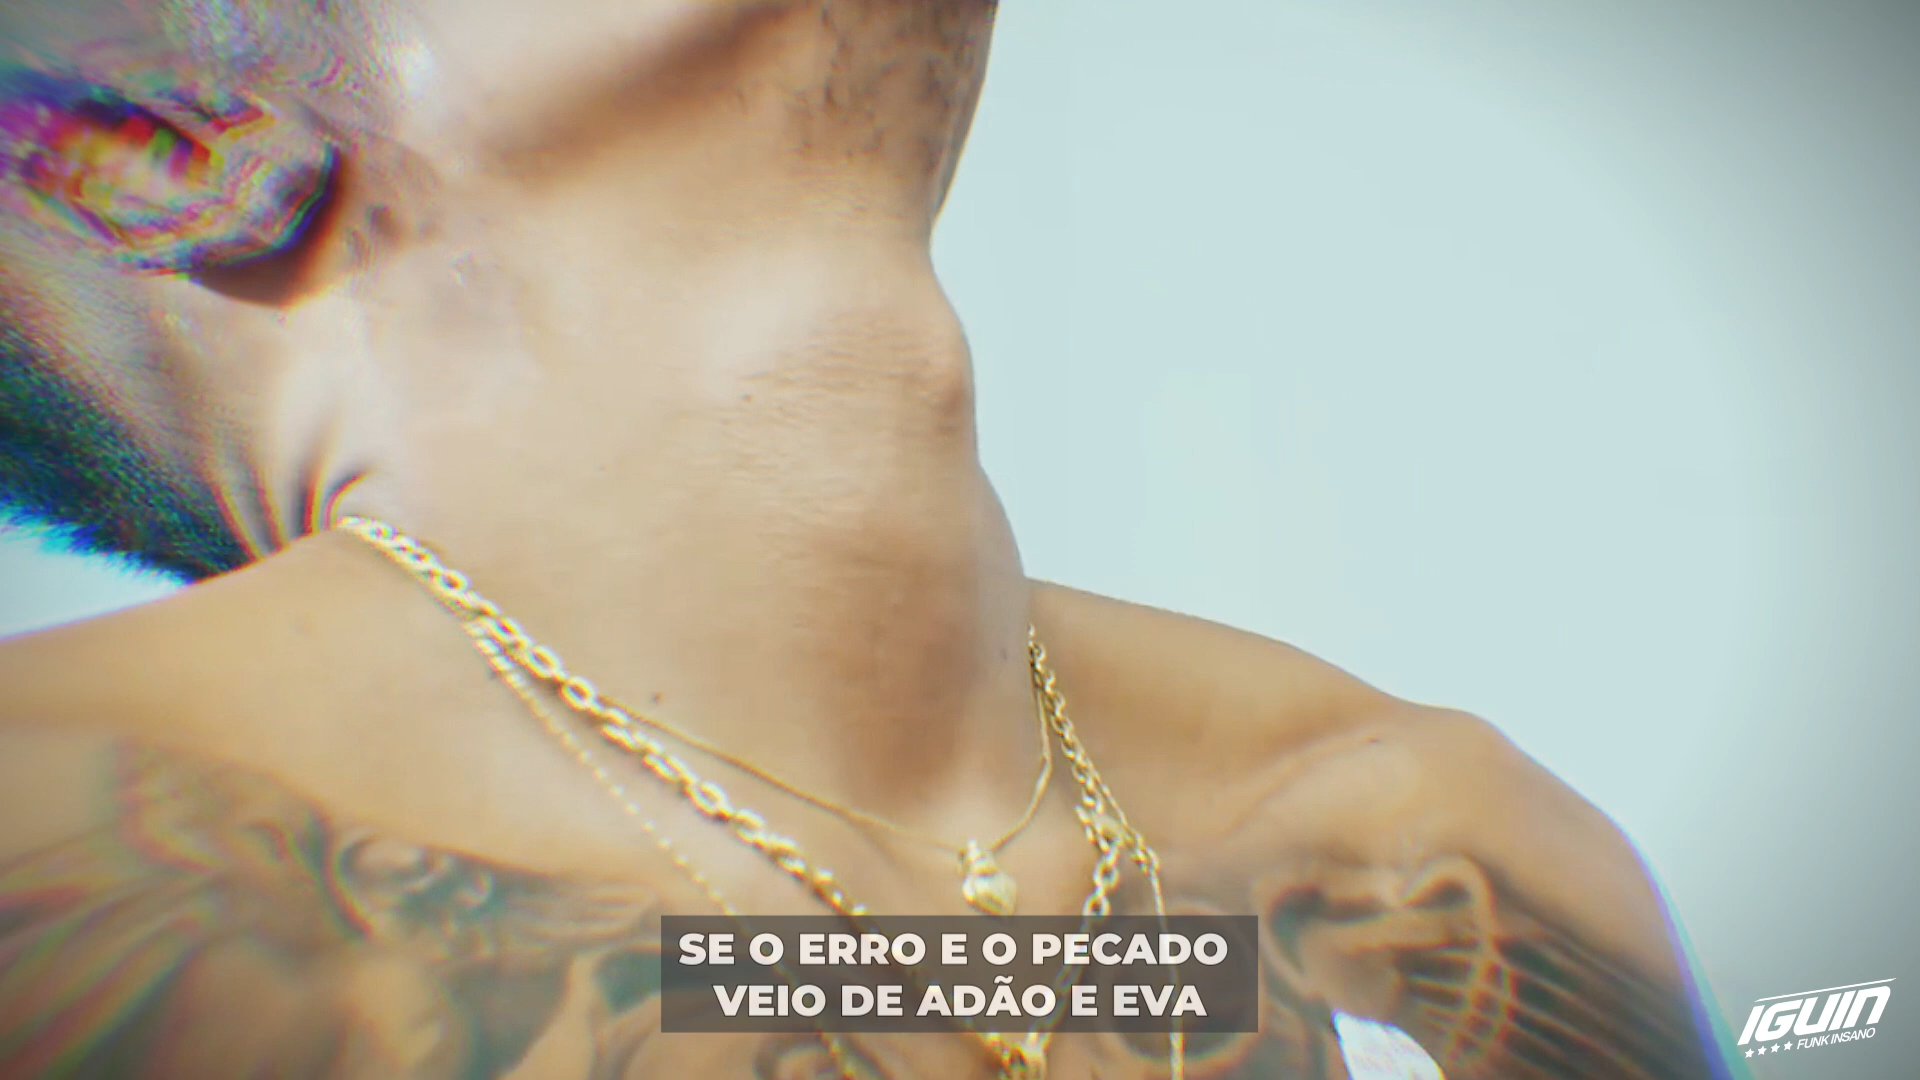 SE O ERRO E O PECADO
VEIO DE ADÃO E EVA
IGUIN
FUNK INSANO